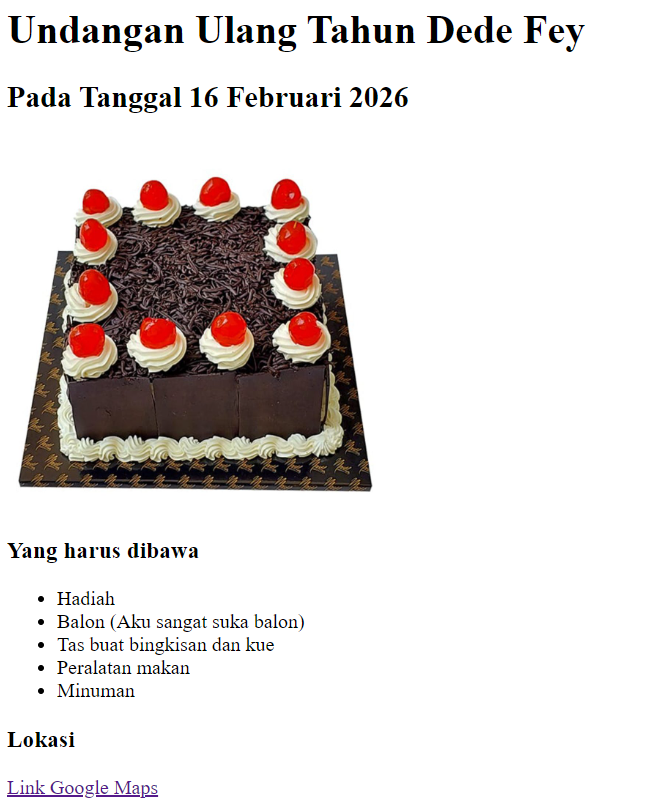 Undangan Ulang Tahun Dede Fey
Pada Tanggal 16 Februari 2026
Yang harus dibawa
Hadiah
Balon (Aku sangat suka balon)
Tas buat bingkisan dan kue
Peralatan makan
Minuman
Lokasi
Link Google Maps